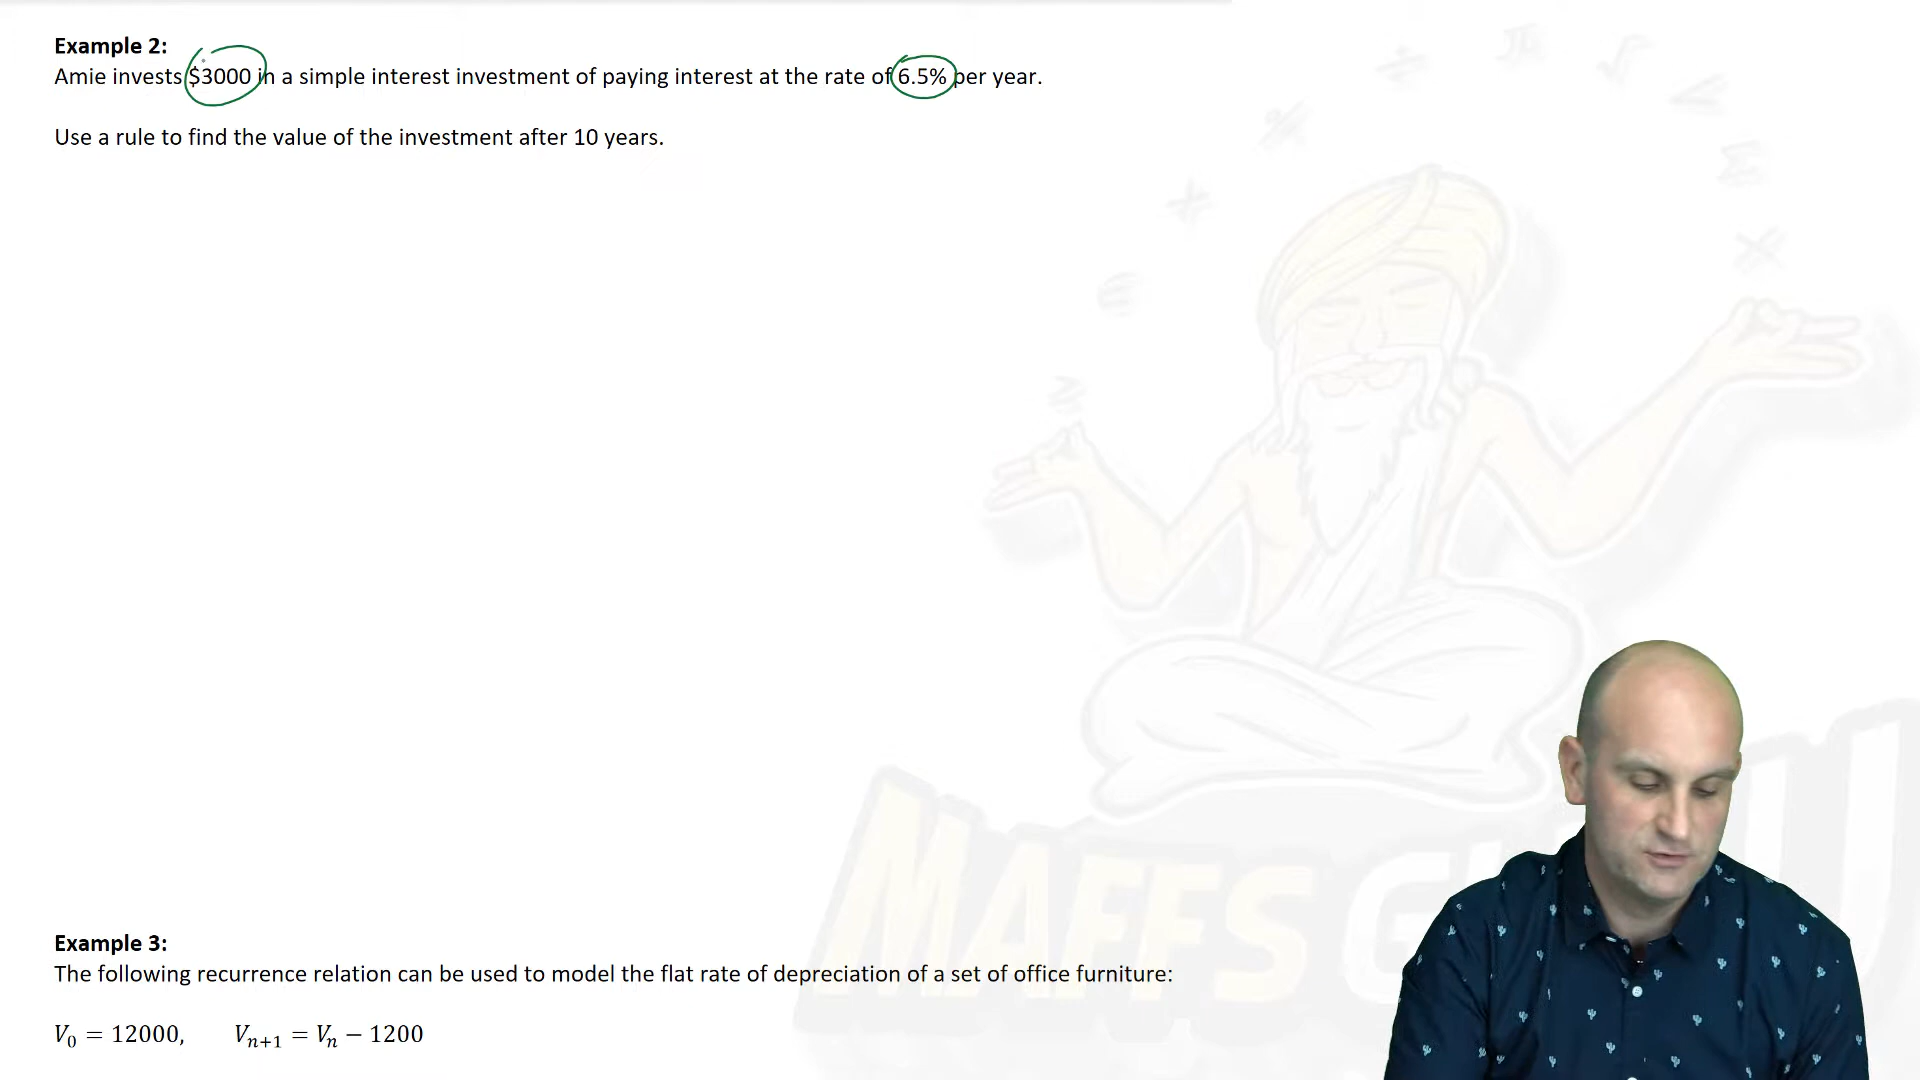 Example 2:
Amie invests $3000 in a simple interest investment of paying interest at the rate of 6.5% per year.
Use a rule to find the value of the investment after 10 years.
Example 3:
The following recurrence relation can be used to model the flat rate of depreciation of a set of office furniture:
V₀ = 12000, Vₙ₊₁ = Vₙ − 1200
MAFFS G U